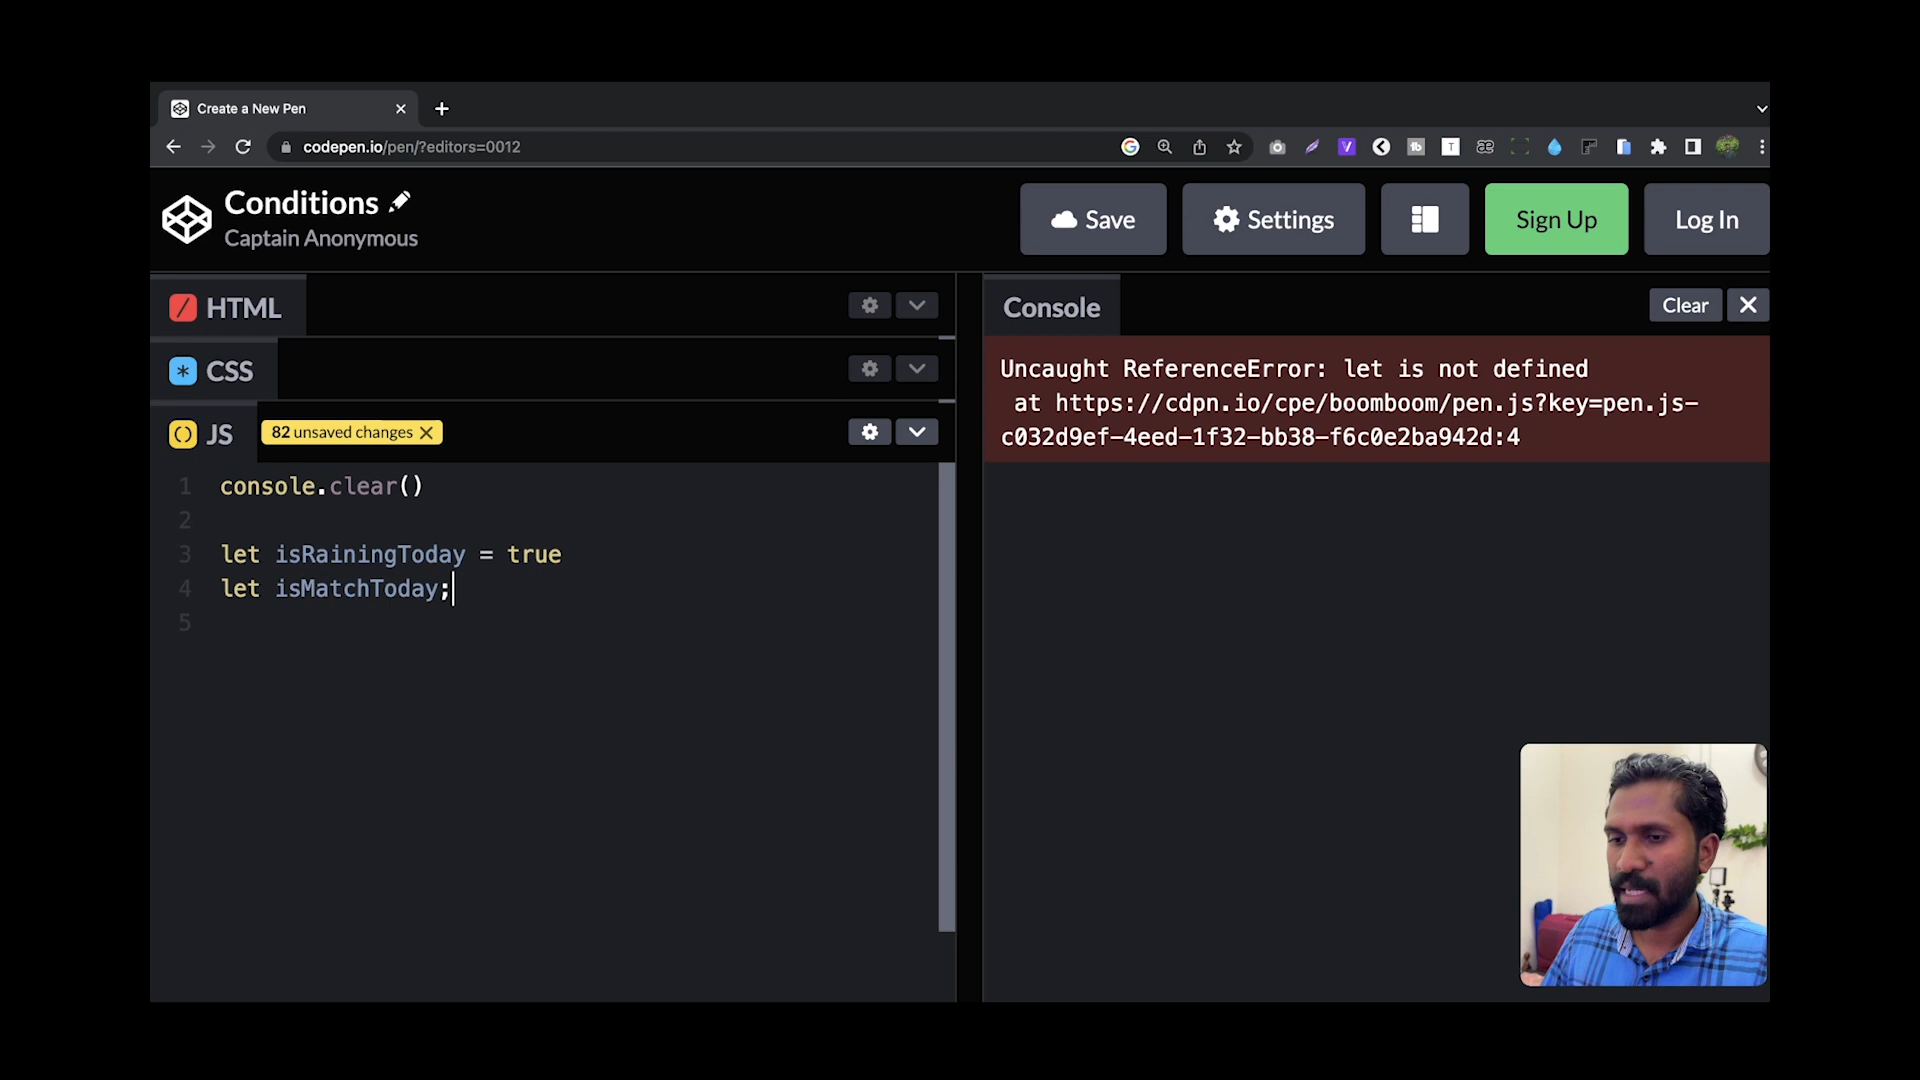 Create a New Pen
codepen.io/pen/?editors=0012
Conditions
Captain Anonymous
Save
Settings
Sign Up
Log In
HTML
CSS
JS
82 unsaved changes
1 console.clear()
2
3 let isRainingToday = true
4 let isMatchToday;
5
Console
Clear
Uncaught ReferenceError: let is not defined
at https://cdpn.io/cpe/boomboom/pen.js?key=pen.js-
c032d9ef-4eed-1f32-bb38-f6c0e2ba942d:4